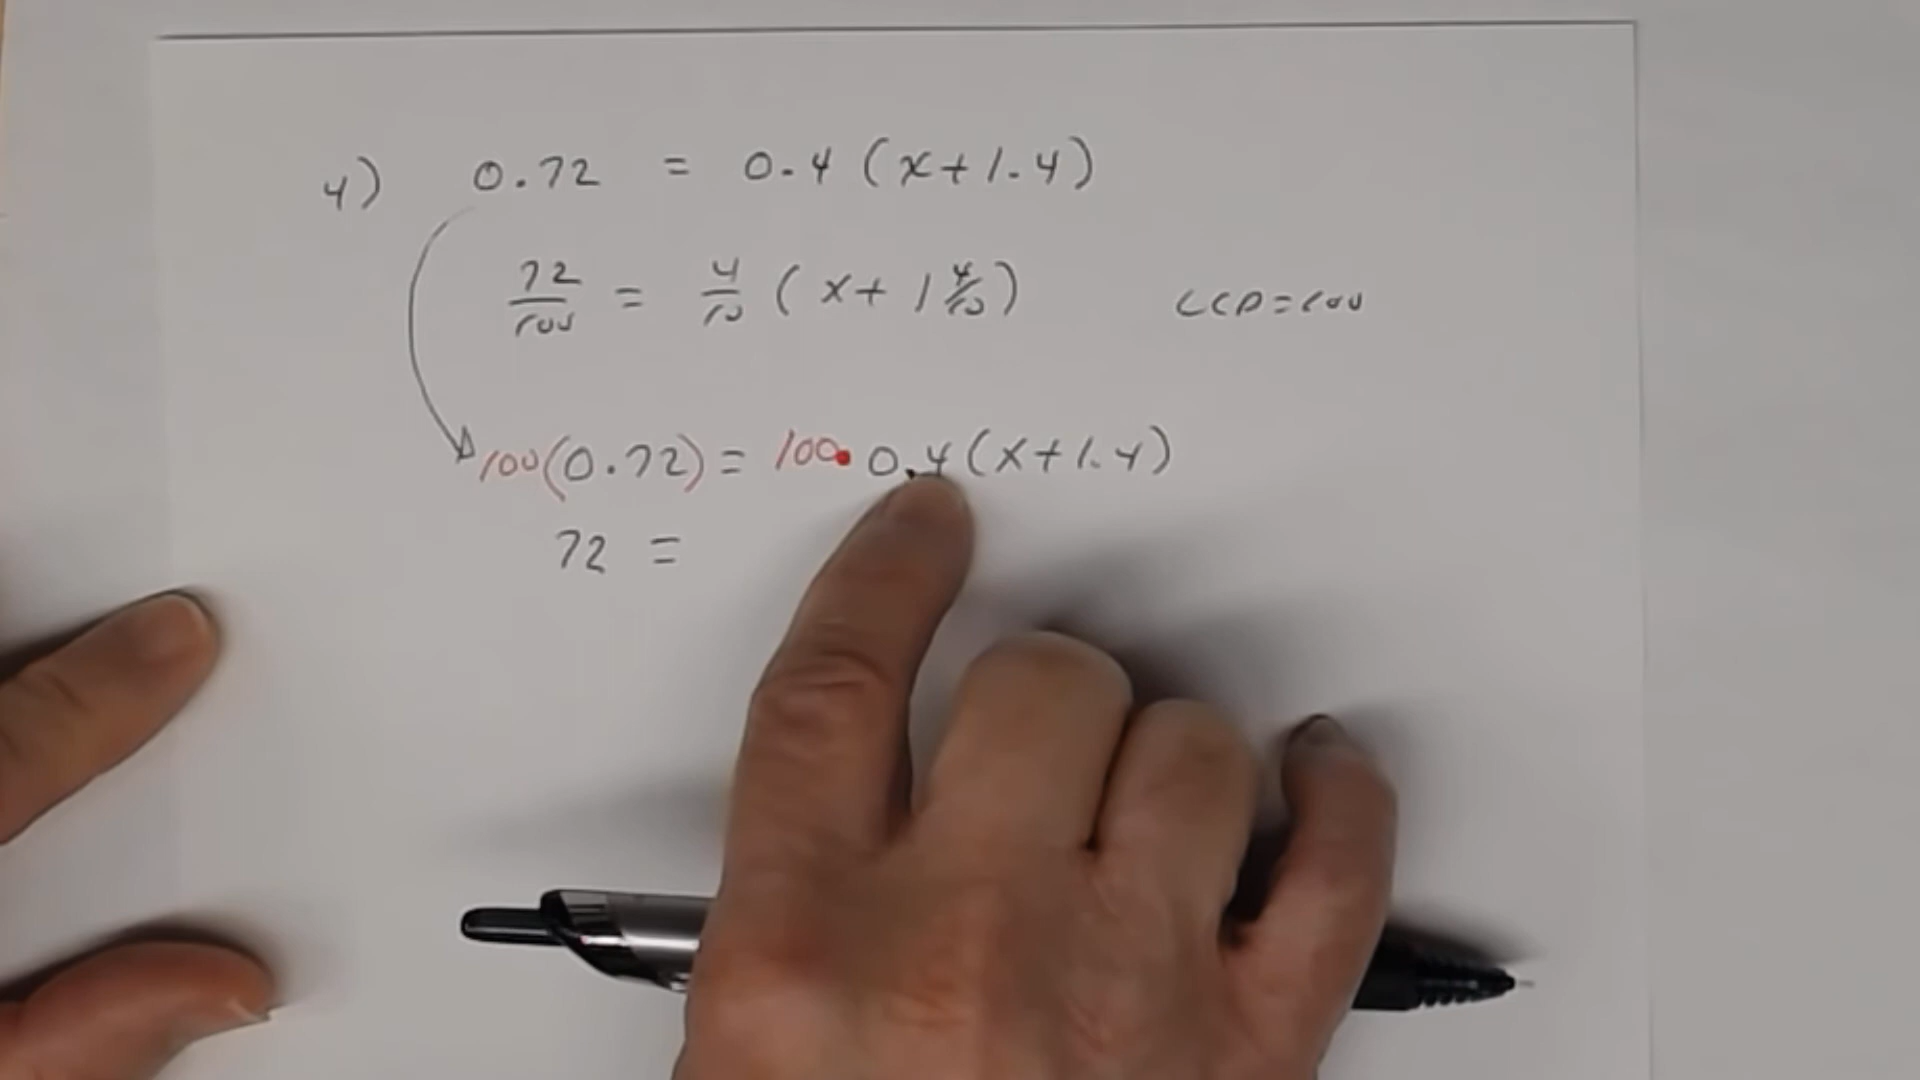 4) 0.72 = 0.4 (x+1.4)
72/100 = 4/10 (x+1 4/10) LCD=100
100(0.72) = 100• 0.4(x+1.4)
72 =